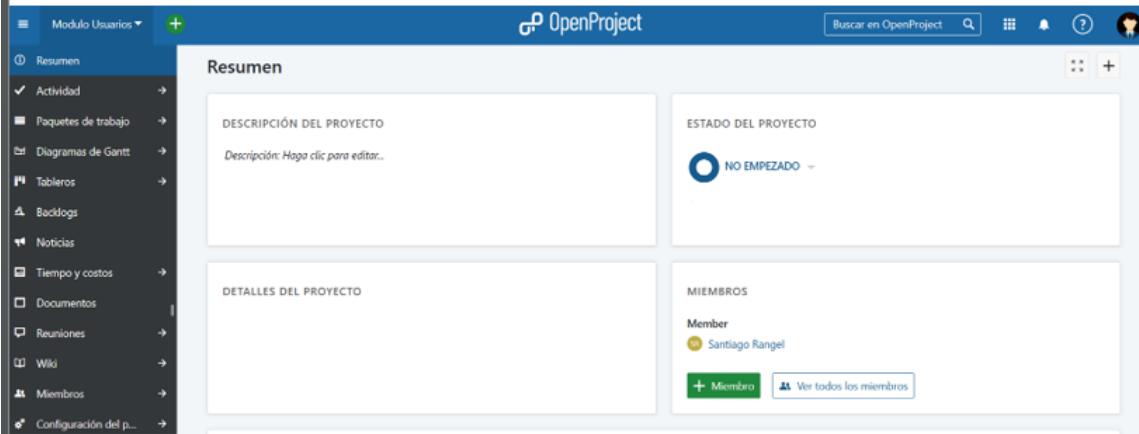 Modulo Usuarios
OpenProject
Buscar en OpenProject
Resumen
Actividad
Paquetes de trabajo
Diagramas de Gantt
Tableros
Backlogs
Noticias
Tiempo y costos
Documentos
Reuniones
Wiki
Miembros
Configuración del p...
Resumen
DESCRIPCIÓN DEL PROYECTO
Descripción: Haga clic para editar...
ESTADO DEL PROYECTO
NO EMPEZADO
DETALLES DEL PROYECTO
MIEMBROS
Member
SR Santiago Rangel
+ Miembro
Ver todos los miembros